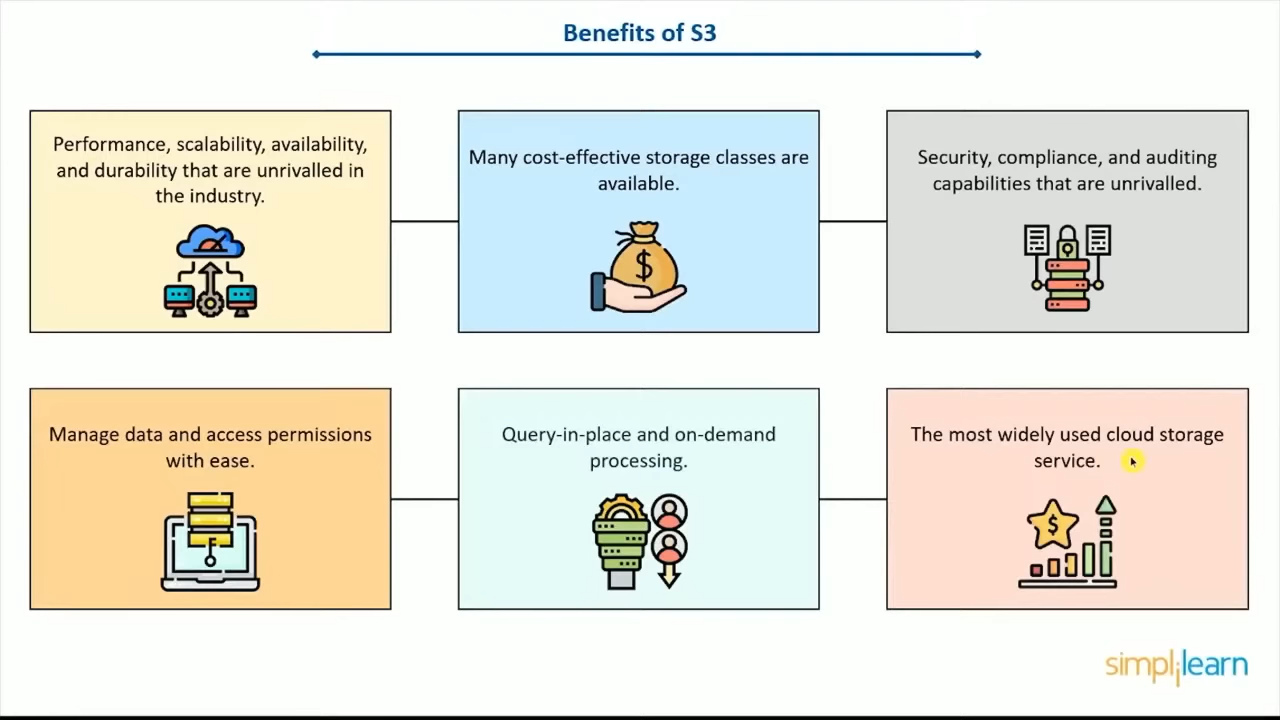 Benefits of S3
Performance, scalability, availability,
and durability that are unrivalled in
the industry.
Many cost-effective storage classes are
available.
$
Security, compliance, and auditing
capabilities that are unrivalled.
Manage data and access permissions
with ease.
Query-in-place and on-demand
processing.
The most widely used cloud storage
service.
$
simplilearn